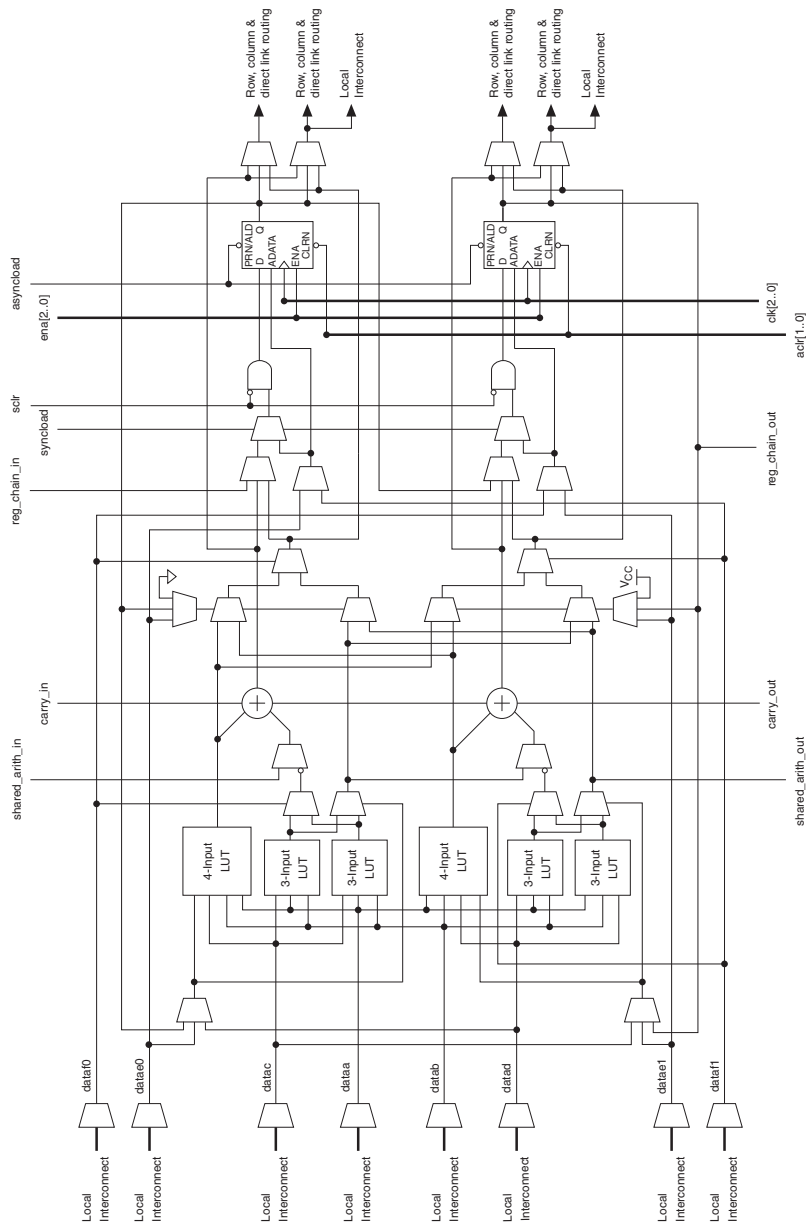 Row, column &
direct link routing
Row, column &
direct link routing
Local
Interconnect
Row, column &
direct link routing
Row, column &
direct link routing
Local
Interconnect
PRN/ALD
D Q
ADATA
ENA
CLRN
PRN/ALD
D Q
ADATA
ENA
CLRN
asyncload
ena[2..0]
sclr
syncload
reg_chain_in
carry_in
shared_arith_in
clk[2..0]
aclr[1..0]
reg_chain_out
carry_out
shared_arith_out
VCC
+
+
4-Input
LUT
3-Input
LUT
3-Input
LUT
4-Input
LUT
3-Input
LUT
3-Input
LUT
dataf0
datae0
datac
dataa
datab
datad
datae1
dataf1
Local
Interconnect
Local
Interconnect
Local
Interconnect
Local
Interconnect
Local
Interconnect
Local
Interconnect
Local
Interconnect
Local
Interconnect